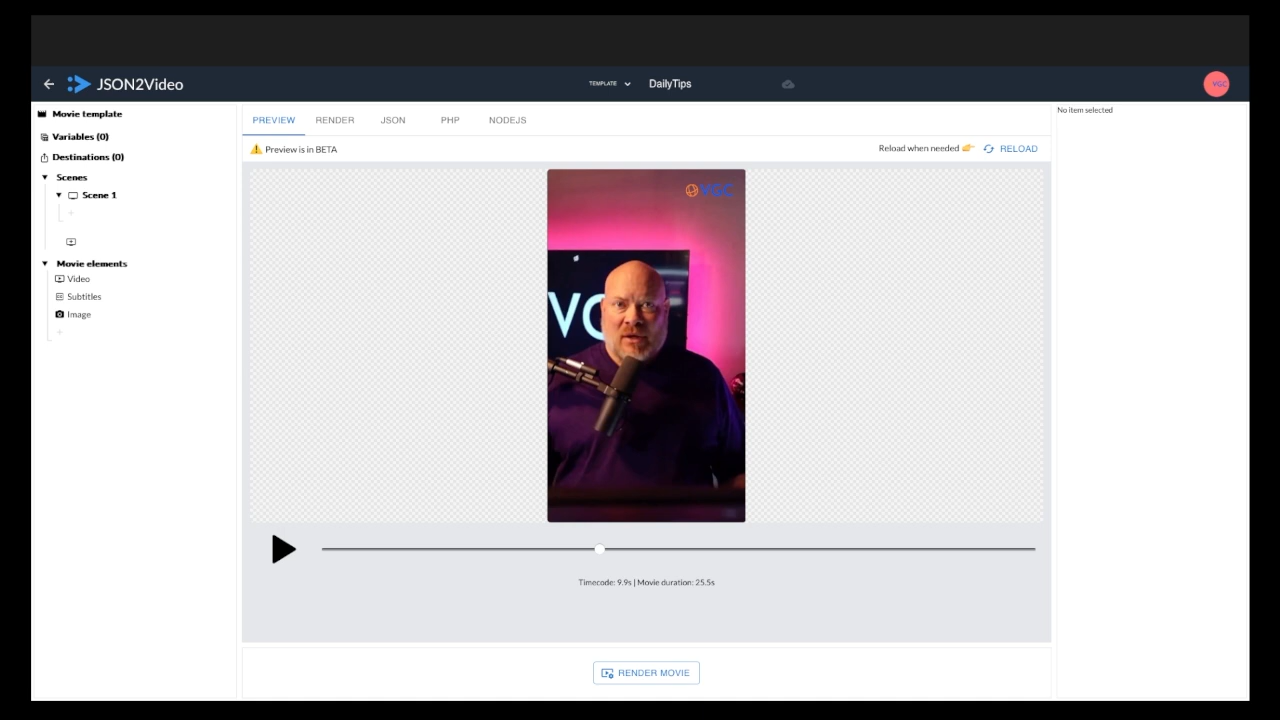 JSON2Video
TEMPLATE
DailyTips
VGC
Movie template
Variables (0)
Destinations (0)
Scenes
Scene 1
Movie elements
Video
Subtitles
Image
PREVIEW
RENDER
JSON
PHP
NODEJS
Preview is in BETA
Reload when needed
RELOAD
VGC
VG
Timecode: 9.9s | Movie duration: 25.5s
RENDER MOVIE
No item selected